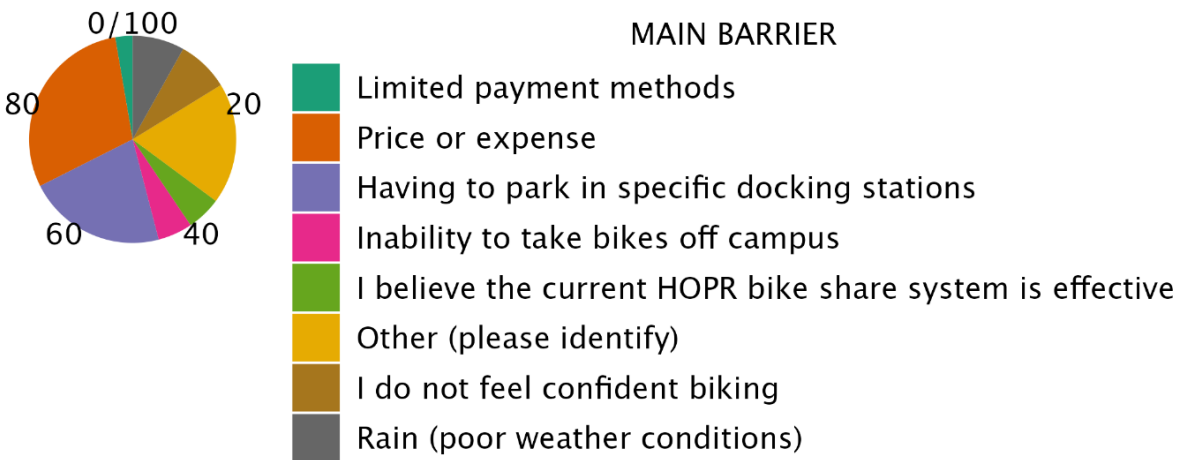 0/100
20
40
60
80
MAIN BARRIER
Limited payment methods
Price or expense
Having to park in specific docking stations
Inability to take bikes off campus
I believe the current HOPR bike share system is effective
Other (please identify)
I do not feel confident biking
Rain (poor weather conditions)